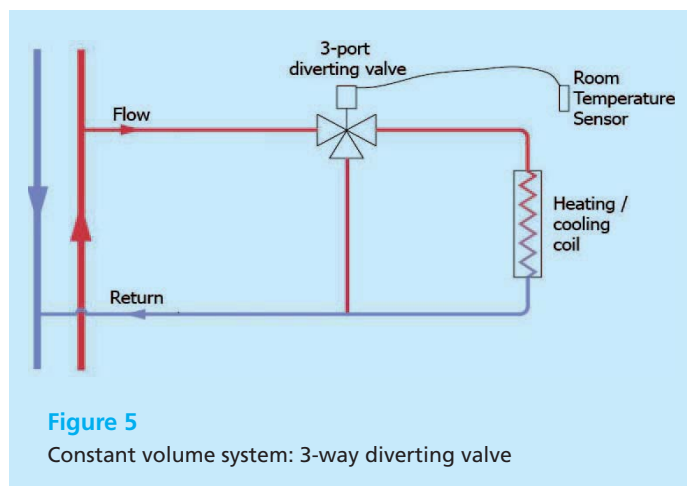 3-port
diverting valve
Room
Temperature
Sensor
Flow
Heating /
cooling
coil
Return
Figure 5
Constant volume system: 3-way diverting valve